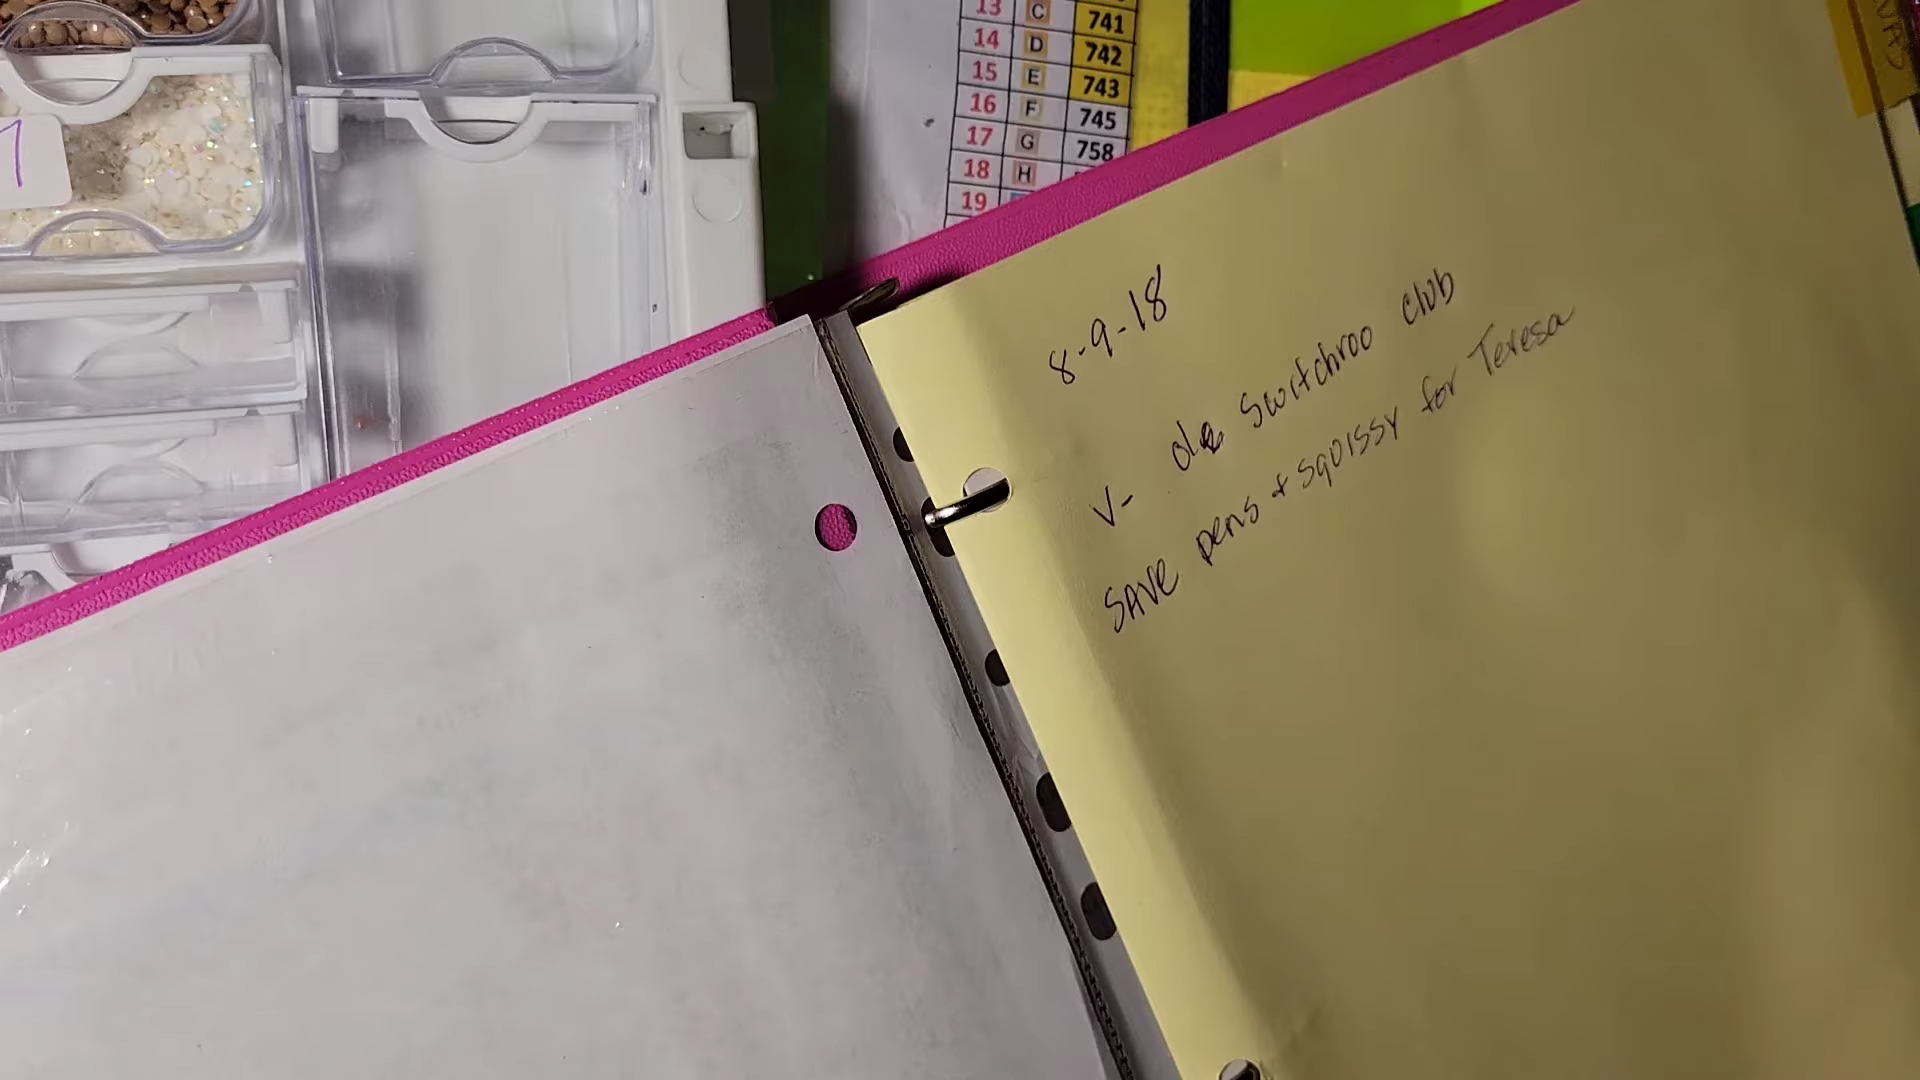 13 C 741
14 D 742
15 E 743
16 F 745
17 G 758
18 H
19
8-9-18
V- Switchroo Club
SAVE pens + squissy for Teresa